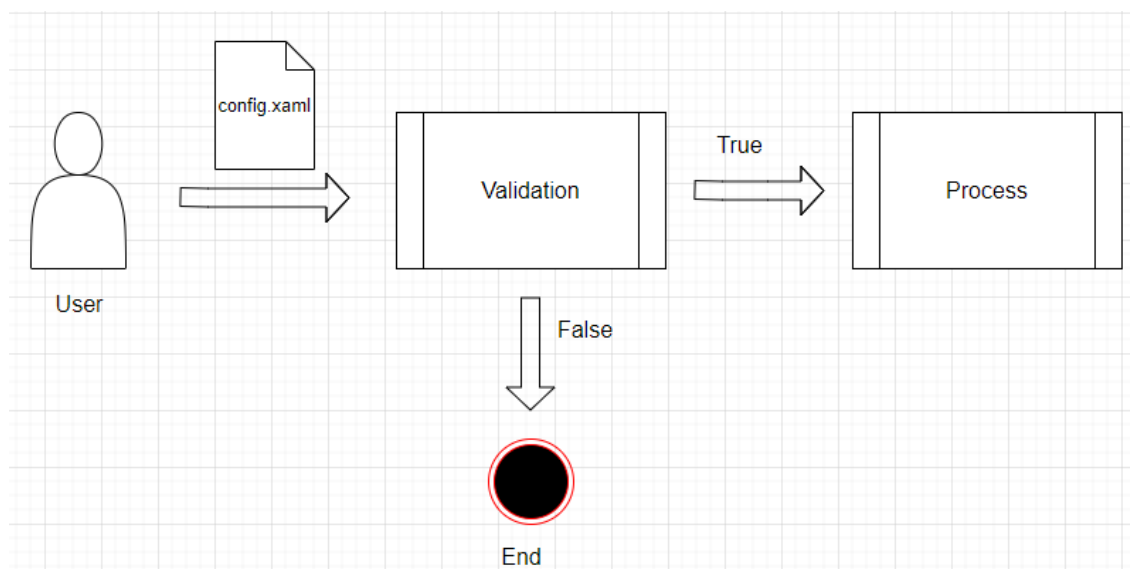 config.xaml
User
Validation
True
Process
False
End